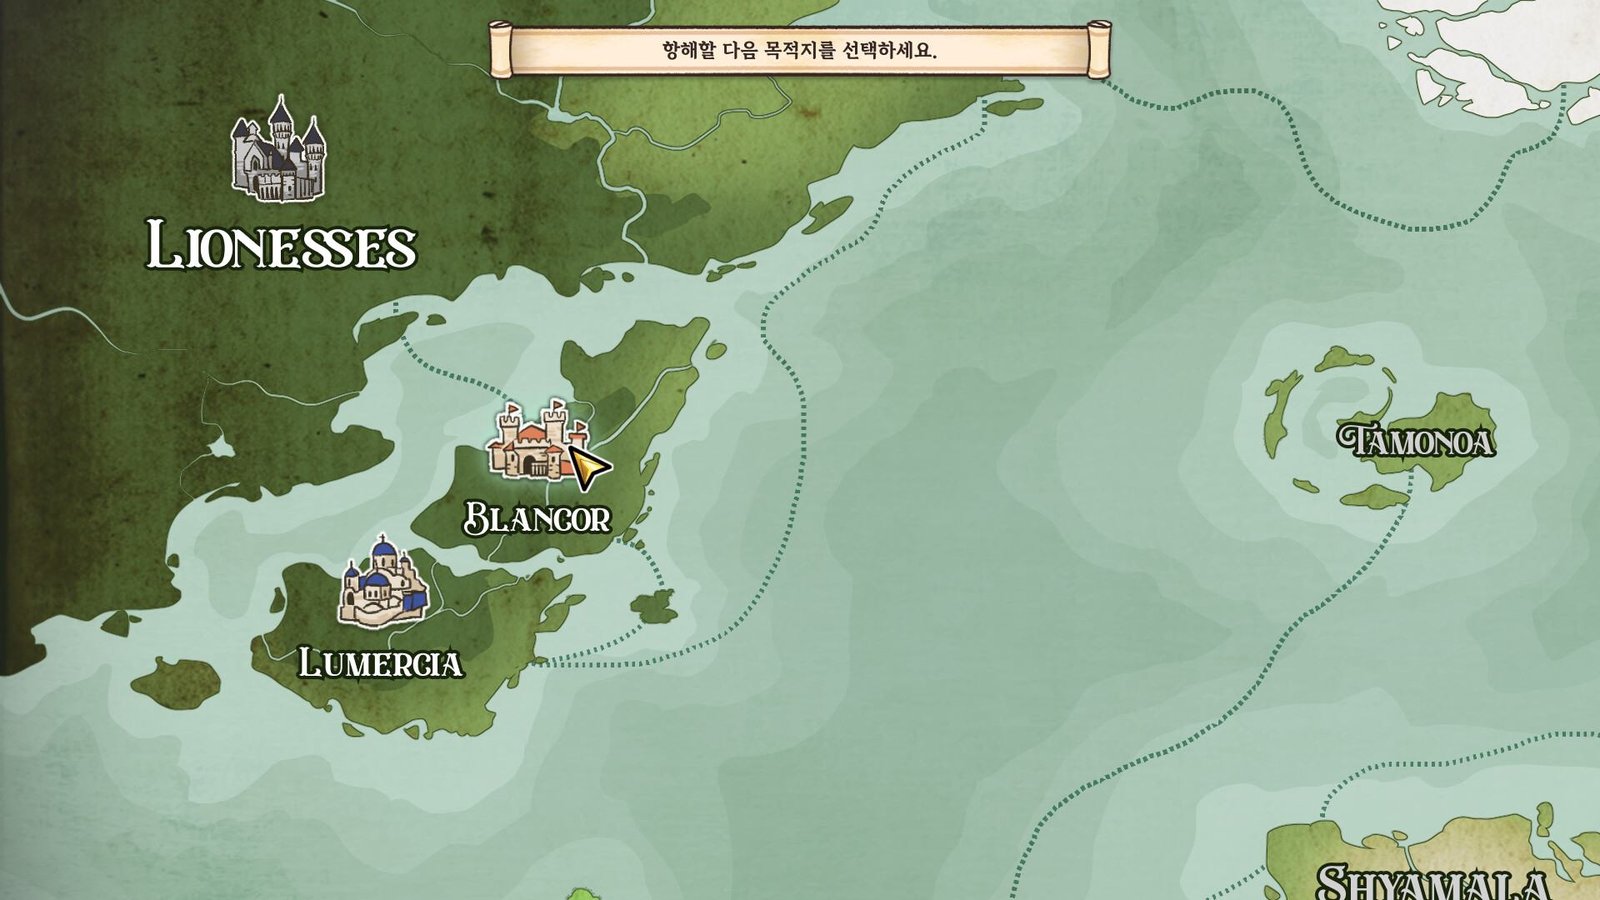 항해할 다음 목적지를 선택하세요.
LIONESSES
TAMONOA
BLANCOR
LUMERCIA
SHYAMALA